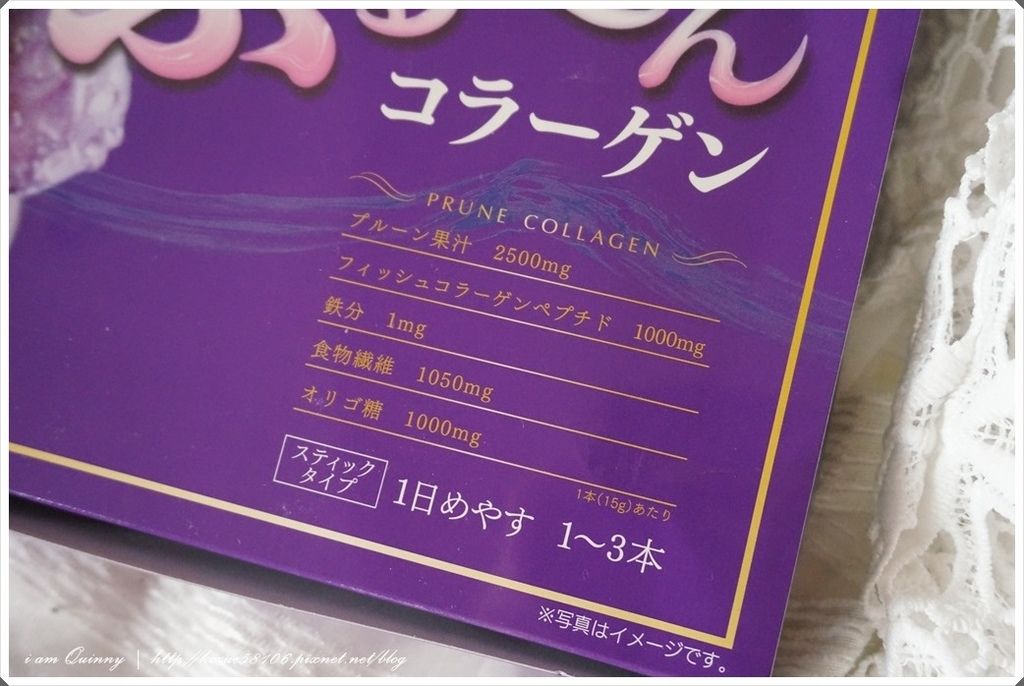 ん
コラーゲン
PRUNE COLLAGEN
プルーン果汁 2500mg
フィッシュコラーゲンペプチド 1000mg
鉄分 1mg
食物繊維 1050mg
オリゴ糖 1000mg
1本(15g)あたり
スティック
タイプ
1日めやす 1〜3本
※写真はイメージです。
i am Quinny |